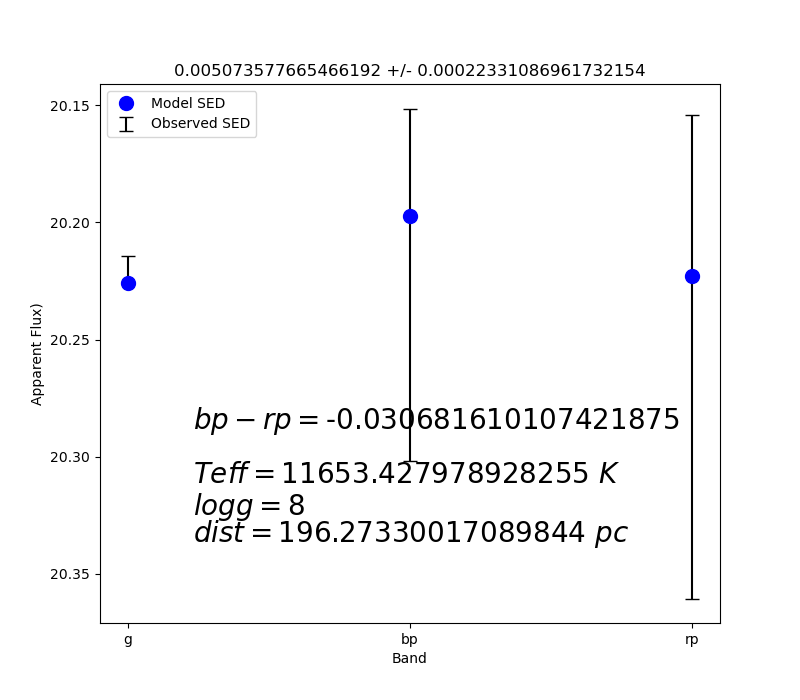 0.005073577665466192 +/- 0.00022331086961732154
Model SED
Observed SED
20.15
20.20
20.25
20.30
20.35
Apparent Flux)
bp − rp = -0.030681610107421875
Teff = 11653.427978928255 K
logg = 8
dist = 196.27330017089844 pc
g bp rp
Band